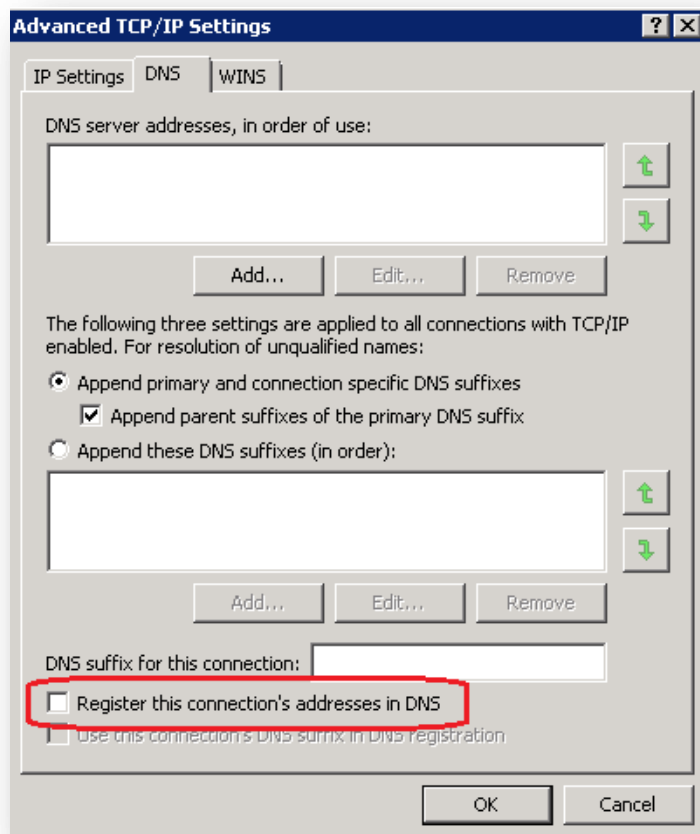 Advanced TCP/IP Settings
IP Settings DNS WINS
DNS server addresses, in order of use:
Add... Edit... Remove
The following three settings are applied to all connections with TCP/IP
enabled. For resolution of unqualified names:
Append primary and connection specific DNS suffixes
Append parent suffixes of the primary DNS suffix
Append these DNS suffixes (in order):
Add... Edit... Remove
DNS suffix for this connection:
Register this connection's addresses in DNS
Use this connection's DNS suffix in DNS registration
OK Cancel